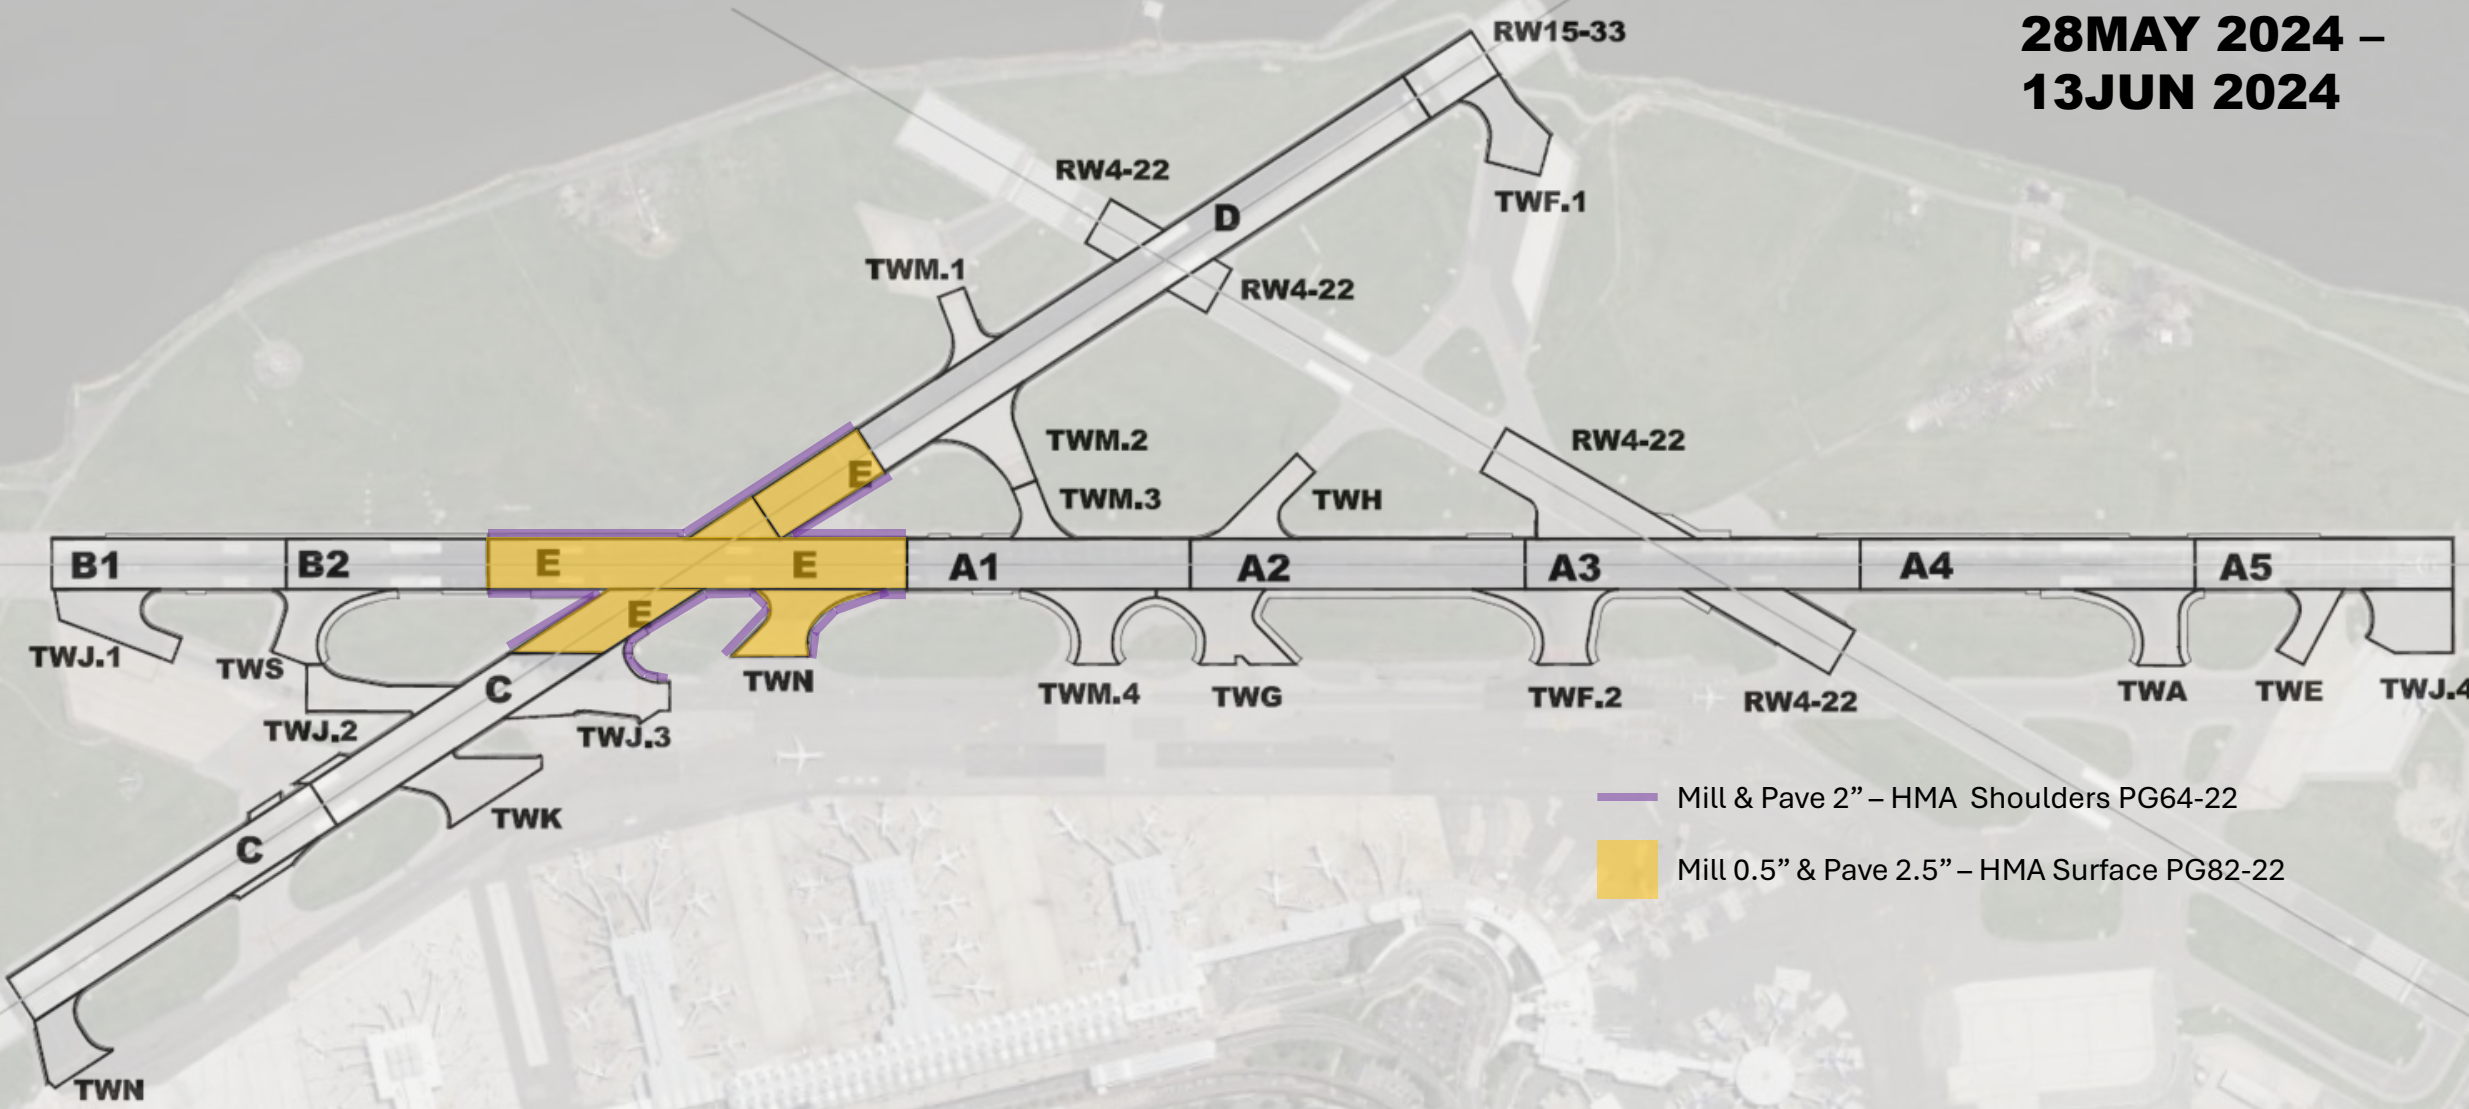 28MAY 2024 –
13JUN 2024
RW15-33
RW4-22
TWF.1
D
TWM.1
RW4-22
TWM.2
RW4-22
E
TWM.3
TWH
B1
B2
E
E
A1
A2
A3
A4
A5
E
TWJ.1
TWS
C
TWN
TWM.4
TWG
TWF.2
RW4-22
TWA
TWE
TWJ.4
TWJ.2
TWJ.3
TWK
C
TWN
Mill & Pave 2” – HMA Shoulders PG64-22
Mill 0.5” & Pave 2.5” – HMA Surface PG82-22